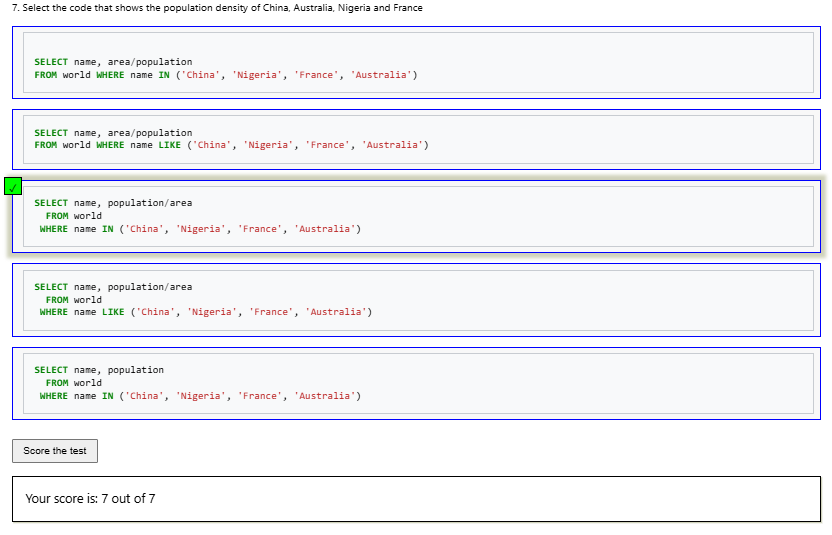 7. Select the code that shows the population density of China, Australia, Nigeria and France
SELECT name, area/population
FROM world WHERE name IN ('China', 'Nigeria', 'France', 'Australia')
SELECT name, area/population
FROM world WHERE name LIKE ('China', 'Nigeria', 'France', 'Australia')
✓
SELECT name, population/area
FROM world
WHERE name IN ('China', 'Nigeria', 'France', 'Australia')
SELECT name, population/area
FROM world
WHERE name LIKE ('China', 'Nigeria', 'France', 'Australia')
SELECT name, population
FROM world
WHERE name IN ('China', 'Nigeria', 'France', 'Australia')
Score the test
Your score is: 7 out of 7